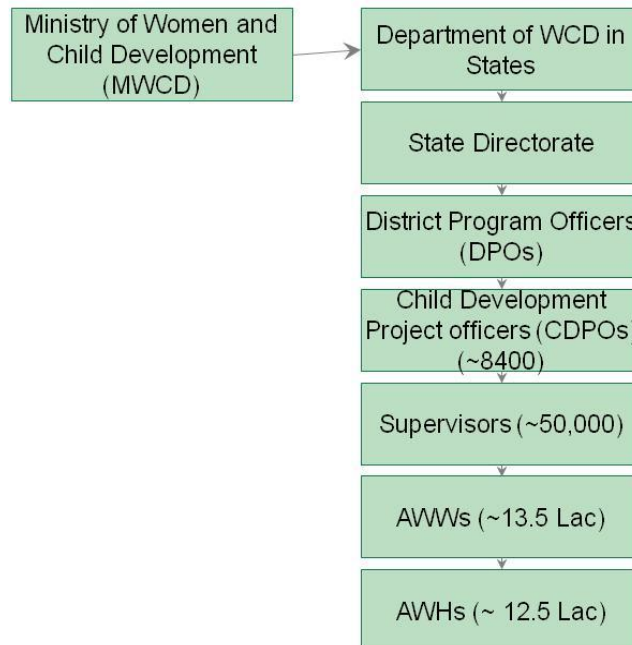 Ministry of Women and
Child Development
(MWCD)
Department of WCD in
States
State Directorate
District Program Officers
(DPOs)
Child Development
Project officers (CDPOs)
(~8400)
Supervisors (~50,000)
AWWs (~13.5 Lac)
AWHs (~ 12.5 Lac)